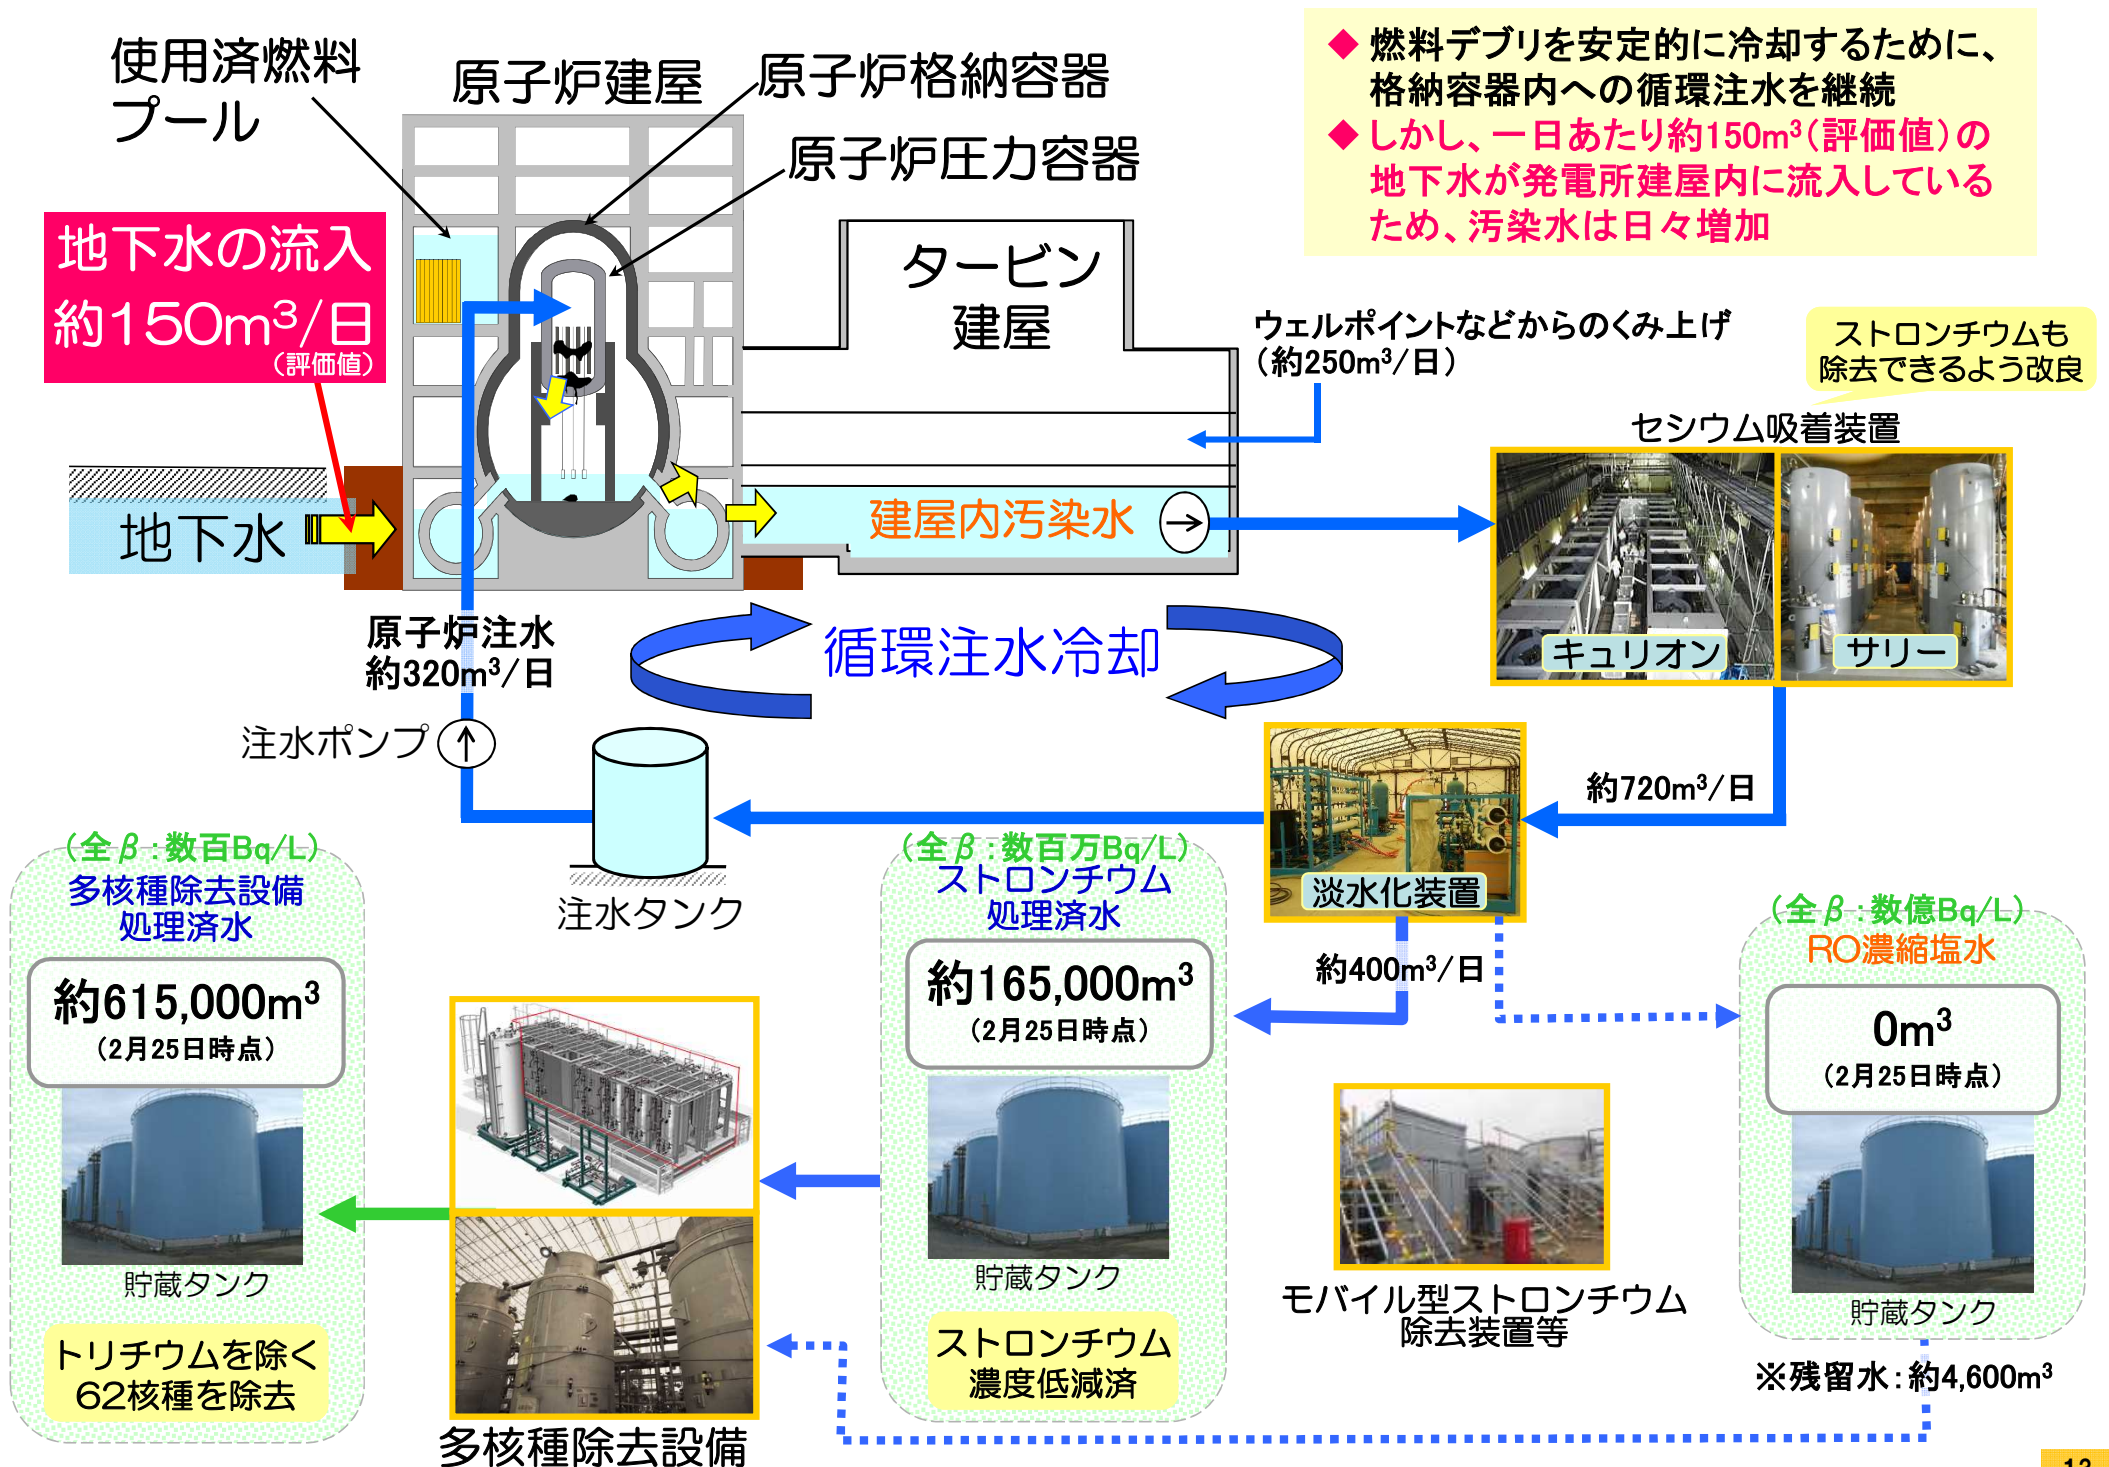 使用済燃料
プール
原子炉建屋
原子炉格納容器
原子炉圧力容器
◆ 燃料デブリを安定的に冷却するために、
格納容器内への循環注水を継続
◆ しかし、一日あたり約150m³(評価値)の
地下水が発電所建屋内に流入している
ため、汚染水は日々増加
地下水の流入
約150m³/日
(評価値)
タービン
建屋
ウェルポイントなどからのくみ上げ
(約250m³/日)
ストロンチウムも
除去できるよう改良
セシウム吸着装置
地下水
建屋内汚染水
キュリオン
サリー
原子炉注水
約320m³/日
循環注水冷却
注水ポンプ
約720m³/日
注水タンク
淡水化装置
(全β:数百Bq/L)
多核種除去設備
処理済水
約615,000m³
(2月25日時点)
貯蔵タンク
トリチウムを除く
62核種を除去
多核種除去設備
(全β:数百万Bq/L)
ストロンチウム
処理済水
約165,000m³
(2月25日時点)
貯蔵タンク
ストロンチウム
濃度低減済
約400m³/日
モバイル型ストロンチウム
除去装置等
(全β:数億Bq/L)
RO濃縮塩水
0m³
(2月25日時点)
貯蔵タンク
※残留水:約4,600m³